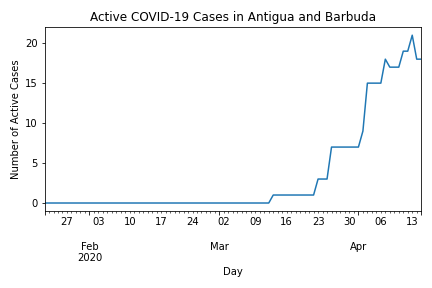 Active COVID-19 Cases in Antigua and Barbuda
Number of Active Cases
20
15
10
5
0
27 03 10 17 24 02 09 16 23 30 06 13
Feb Mar Apr
2020
Day